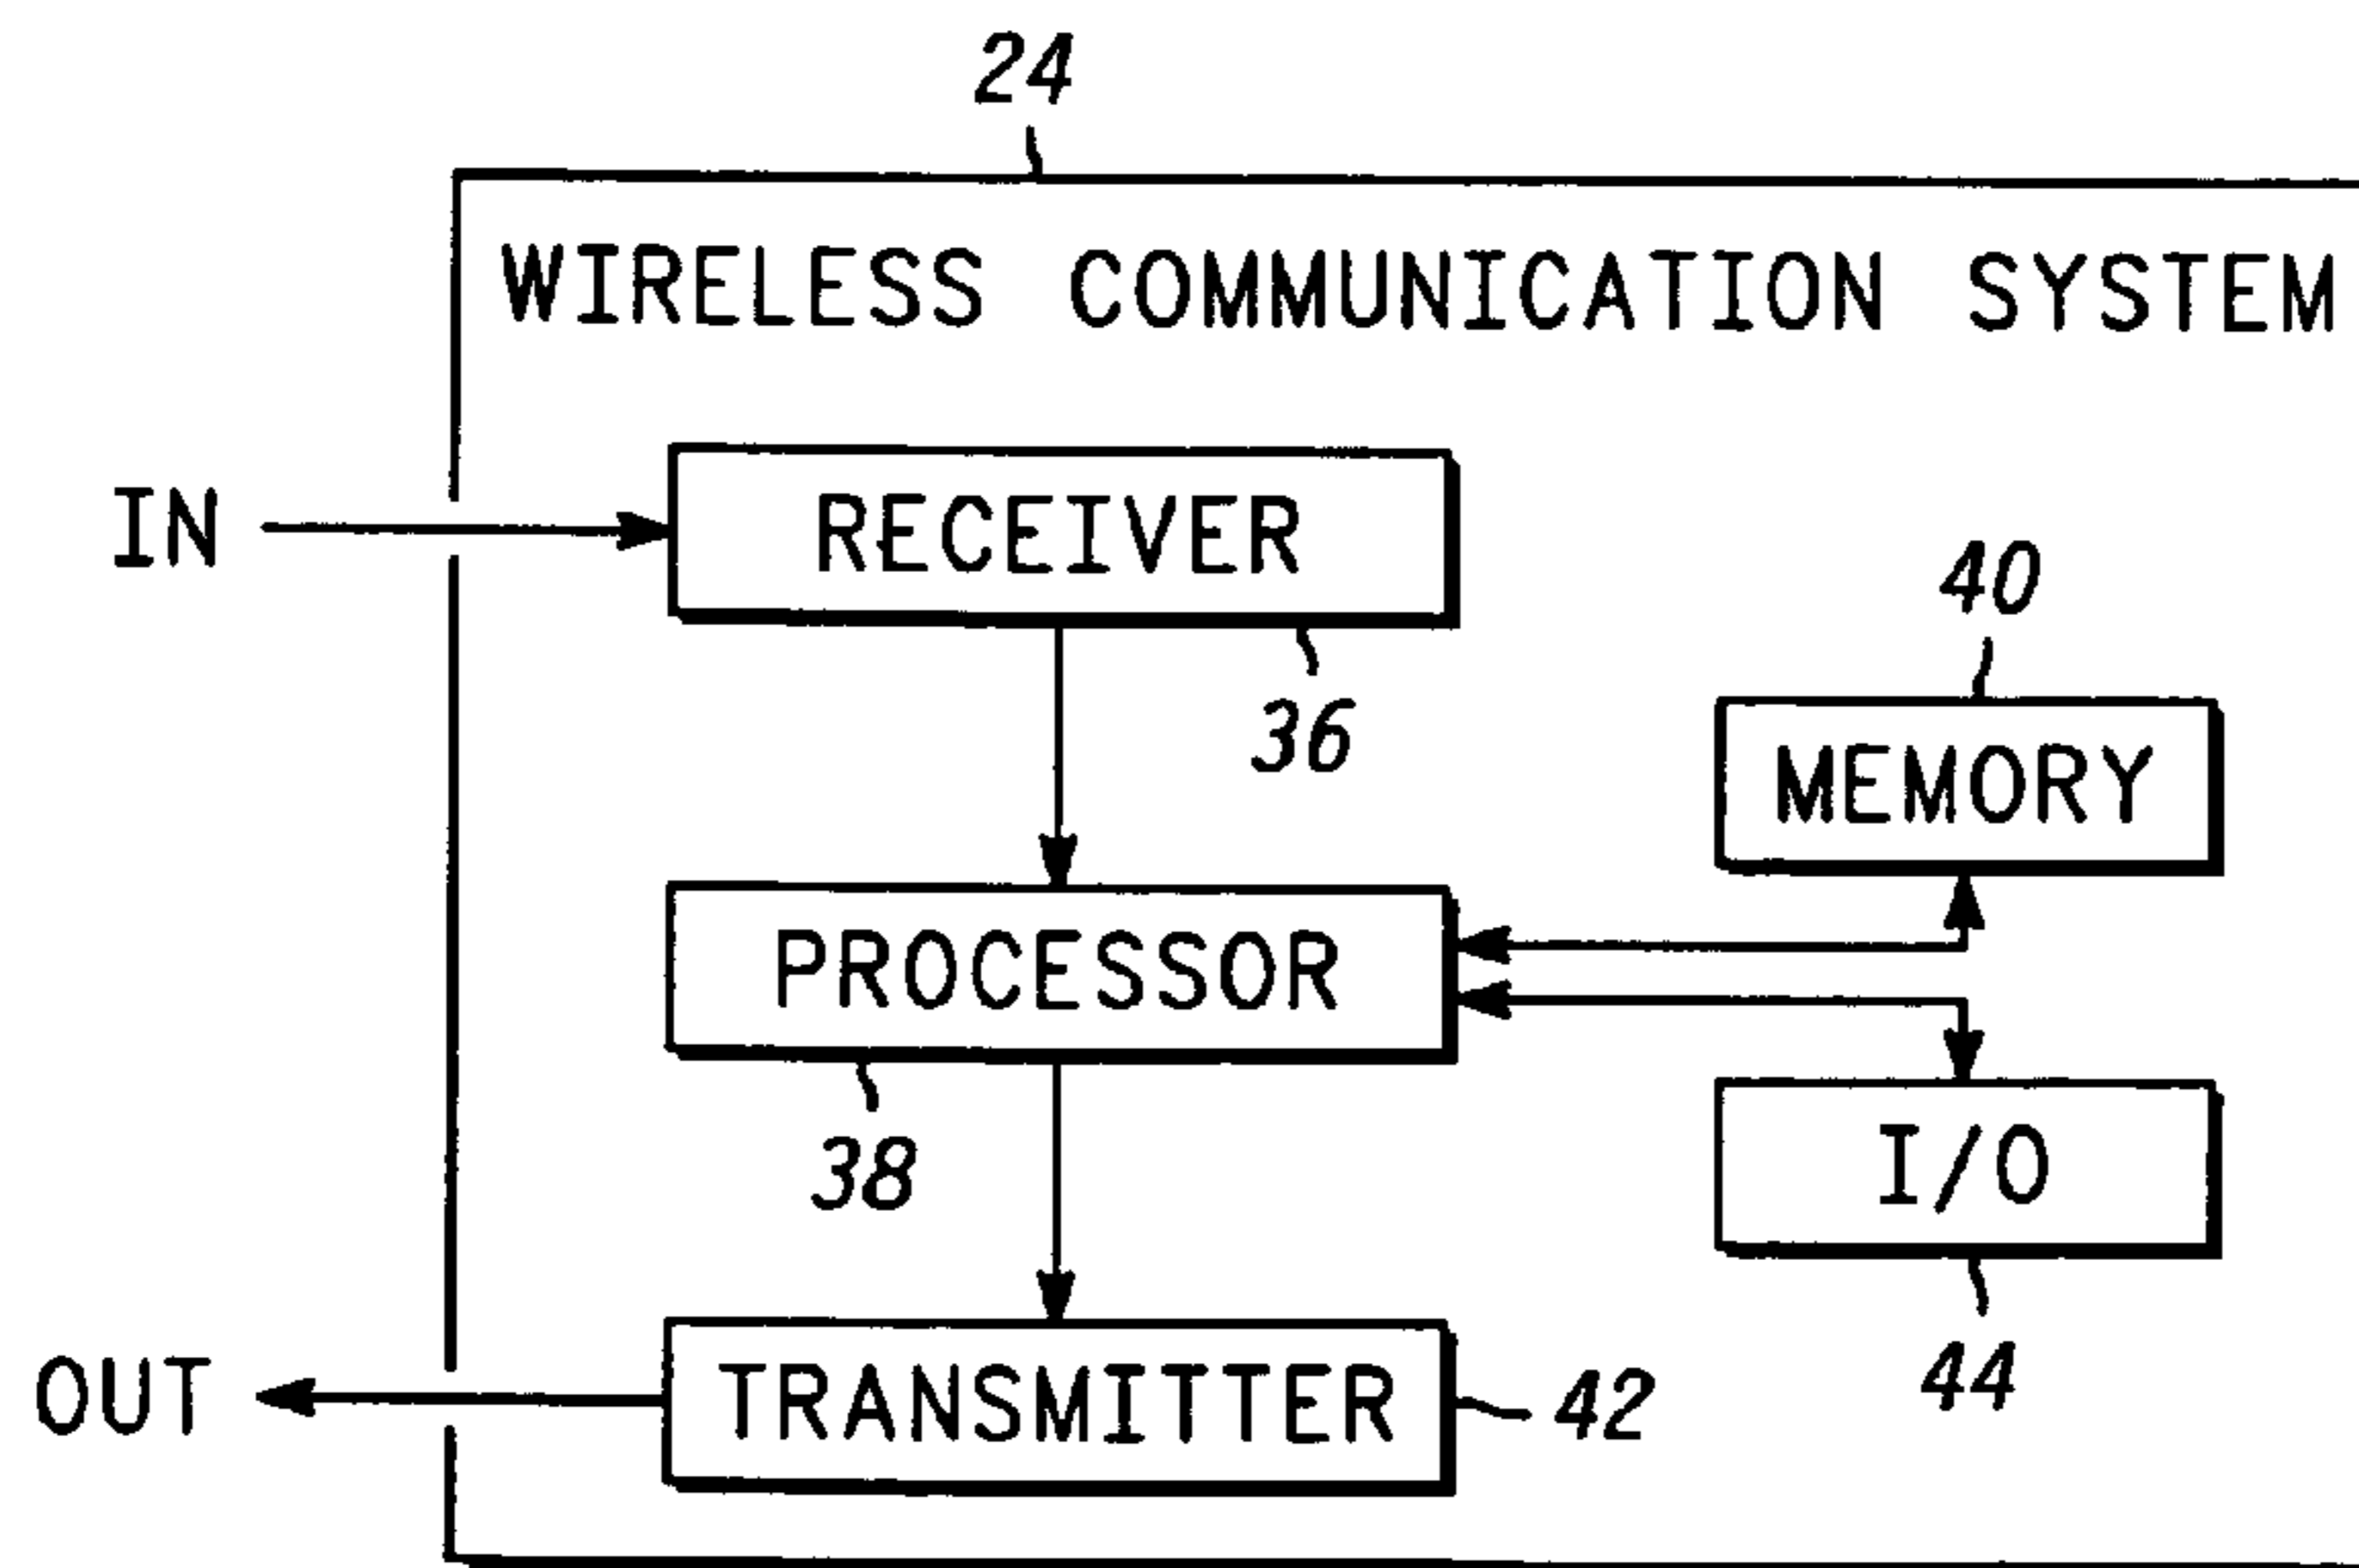 24
WIRELESS COMMUNICATION SYSTEM
IN
RECEIVER
36
40
MEMORY
PROCESSOR
38
I/O
44
OUT
TRANSMITTER
42